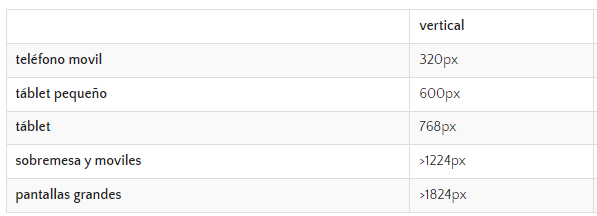 vertical
teléfono movil 320px
táblet pequeño 600px
táblet 768px
sobremesa y moviles >1224px
pantallas grandes >1824px